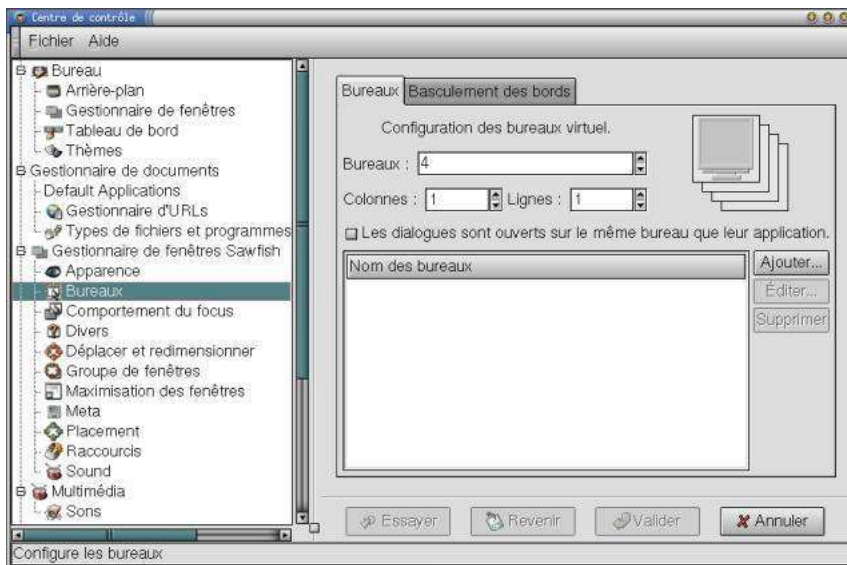 Centre de contrôle
Fichier Aide
Bureau
Arrière-plan
Gestionnaire de fenêtres
Tableau de bord
Thèmes
Gestionnaire de documents
Default Applications
Gestionnaire d'URLs
Types de fichiers et programmes
Gestionnaire de fenêtres Sawfish
Apparence
Bureaux
Comportement du focus
Divers
Déplacer et redimensionner
Groupe de fenêtres
Maximisation des fenêtres
Meta
Placement
Raccourcis
Sound
Multimédia
Sons
Bureaux Basculement des bords
Configuration des bureaux virtuel.
Bureaux : 4
Colonnes : 1 Lignes : 1
Les dialogues sont ouverts sur le même bureau que leur application.
Nom des bureaux
Ajouter...
Éditer...
Supprimer
Essayer Revenir Valider Annuler
Configure les bureaux